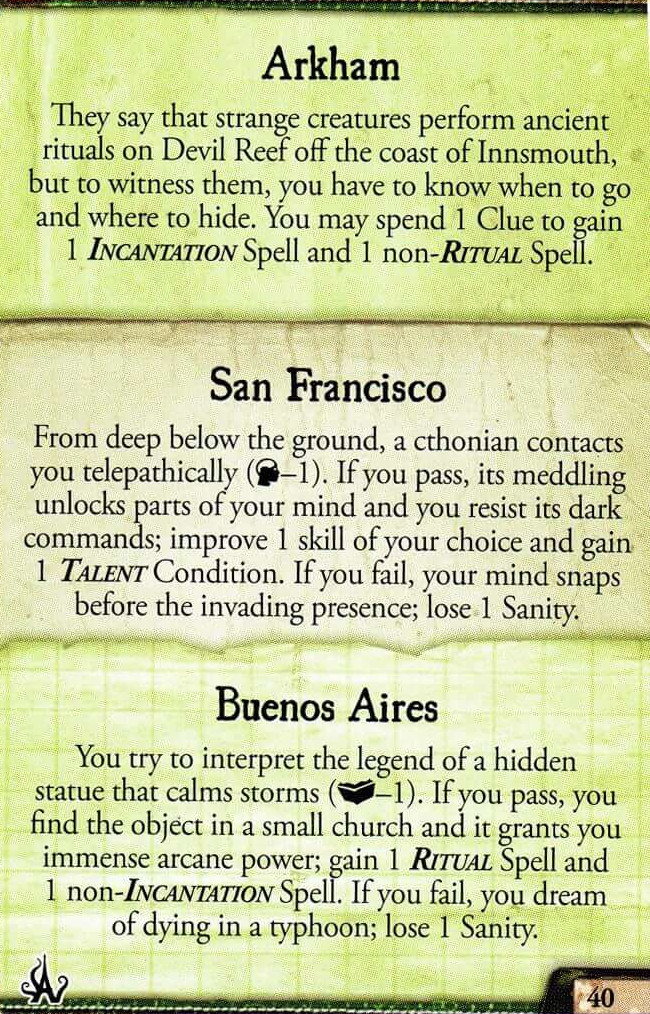 Arkham
They say that strange creatures perform ancient
rituals on Devil Reef off the coast of Innsmouth,
but to witness them, you have to know when to go
and where to hide. You may spend 1 Clue to gain
1 INCANTATION Spell and 1 non-RITUAL Spell.
San Francisco
From deep below the ground, a cthonian contacts
you telepathically (–1). If you pass, its meddling
unlocks parts of your mind and you resist its dark
commands; improve 1 skill of your choice and gain
1 TALENT Condition. If you fail, your mind snaps
before the invading presence; lose 1 Sanity.
Buenos Aires
You try to interpret the legend of a hidden
statue that calms storms (–1). If you pass, you
find the object in a small church and it grants you
immense arcane power; gain 1 RITUAL Spell and
1 non-INCANTATION Spell. If you fail, you dream
of dying in a typhoon; lose 1 Sanity.
A
40